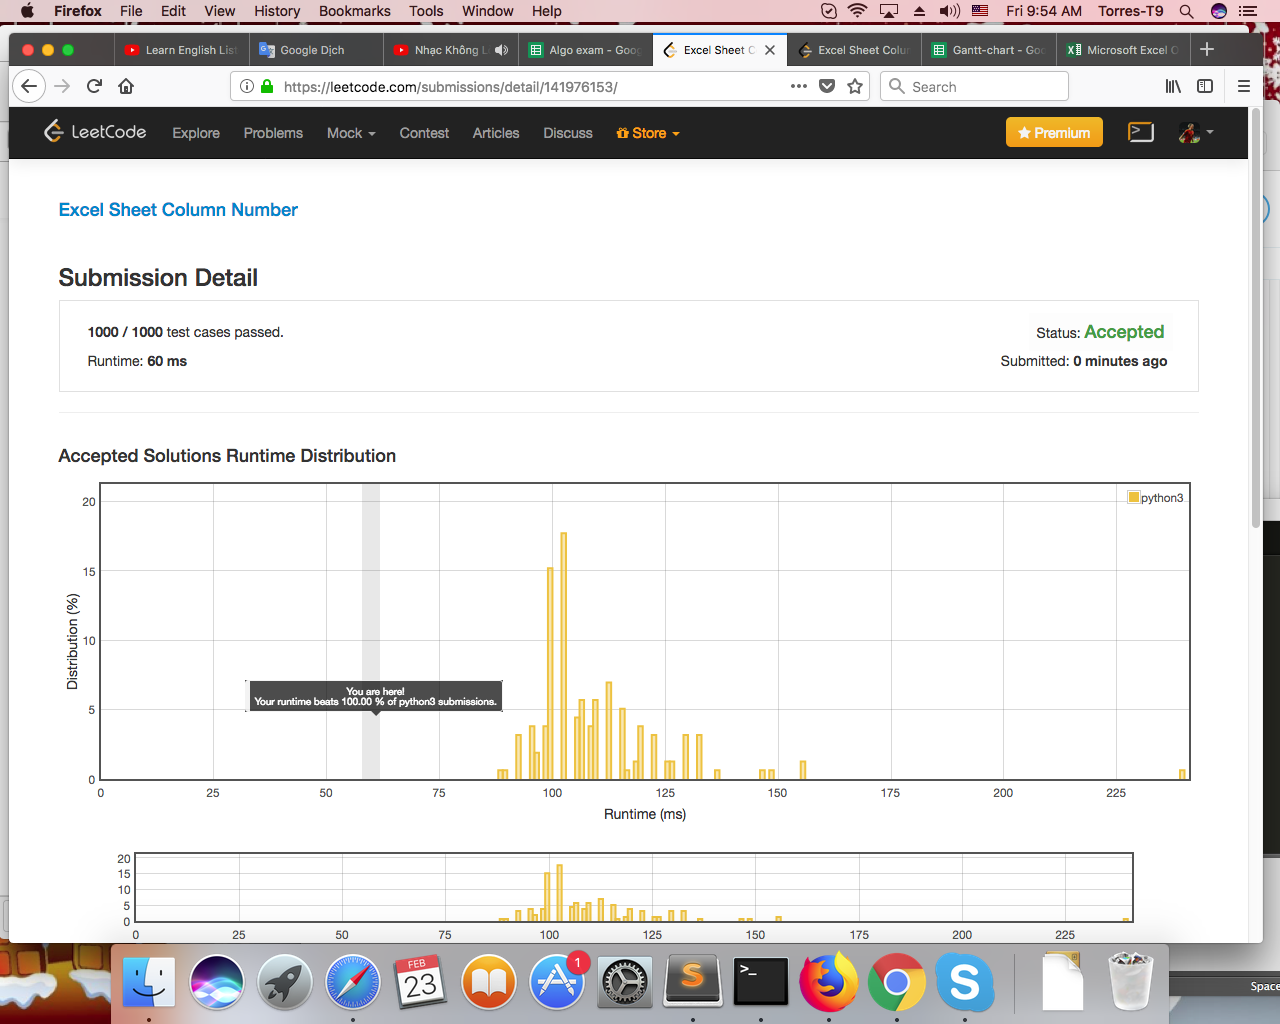 Firefox File Edit View History Bookmarks Tools Window Help Fri 9:54 AM Torres-T9
Learn English List Google Dịch Nhạc Không L Algo exam - Goo Excel Sheet C Excel Sheet Colu Gantt-chart - Goo Microsoft Excel O
https://leetcode.com/submissions/detail/141976153/ Search
LeetCode Explore Problems Mock Contest Articles Discuss Store Premium
Excel Sheet Column Number
Submission Detail
1000 / 1000 test cases passed. Status: Accepted
Runtime: 60 ms Submitted: 0 minutes ago
Accepted Solutions Runtime Distribution
python3
20
15
10
5
0
Distribution (%)
You are here!
Your runtime beats 100.00 % of python3 submissions.
0 25 50 75 100 125 150 175 200 225
Runtime (ms)
20
15
10
5
0
0 25 50 75 100 125 150 175 200 225
FEB
23
1
Space